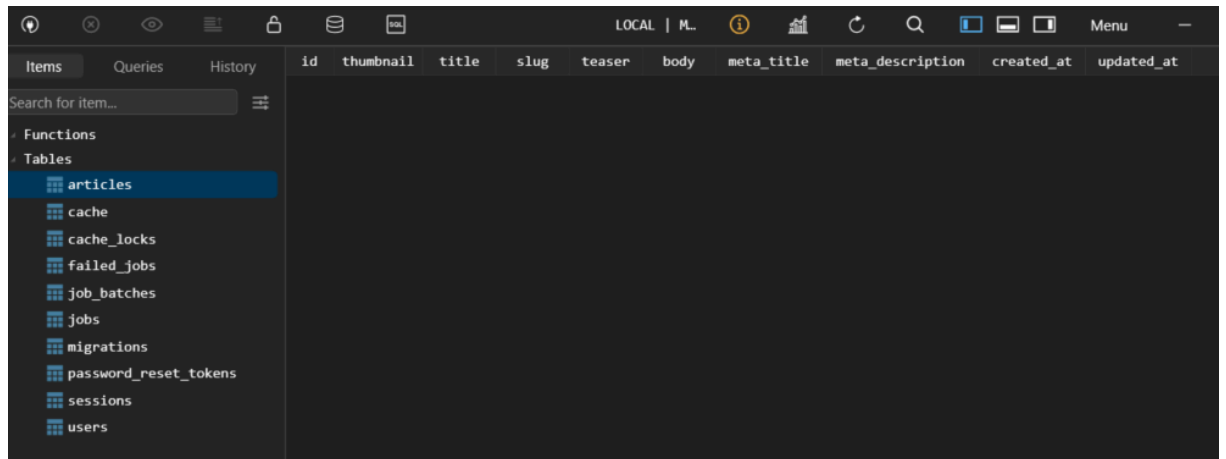 SQL LOCAL | M... Menu
Items Queries History
id thumbnail title slug teaser body meta_title meta_description created_at updated_at
Search for item...
Functions
Tables
articles
cache
cache_locks
failed_jobs
job_batches
jobs
migrations
password_reset_tokens
sessions
users